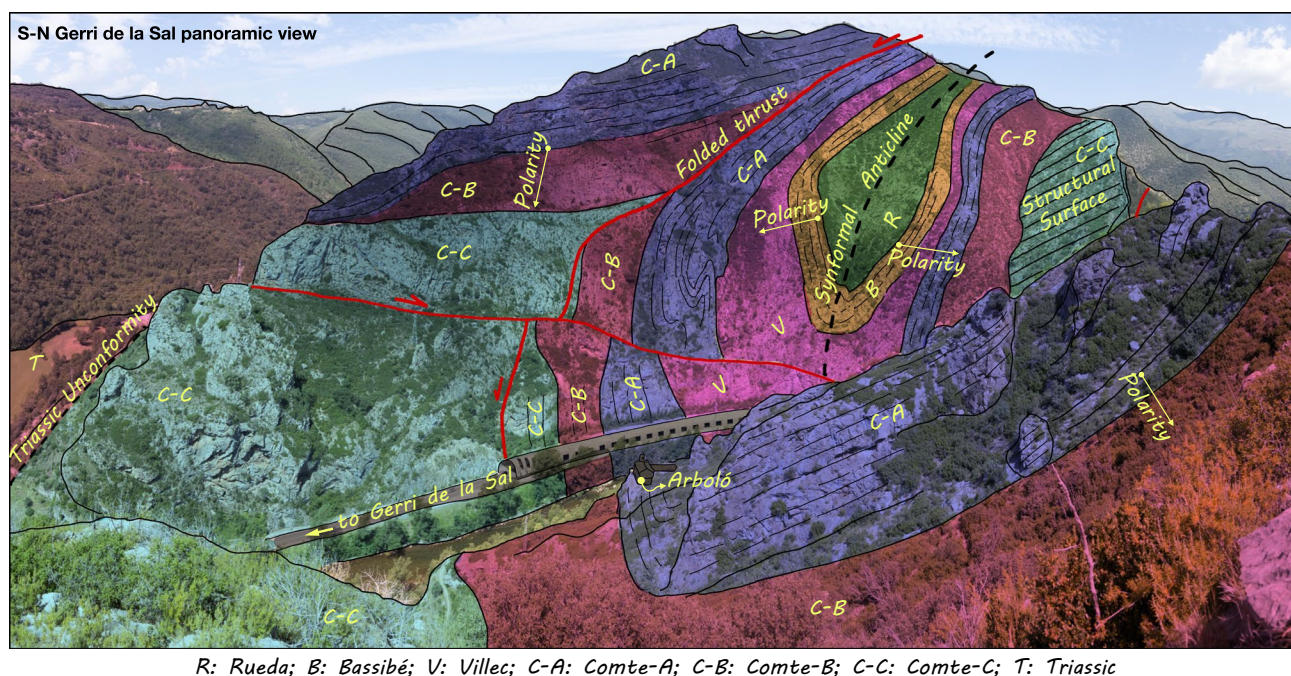 S-N Gerri de la Sal panoramic view
C-A
Folded thrust
Polarity
C-B
C-A
Anticline
C-B
C-C
Structural
Surface
Polarity
R
Polarity
Synformal
B
C-C
C-B
V
T
Triassic Unconformity
C-C
C-C
C-B
C-A
V
C-A
Polarity
Arboló
to Gerri de la Sal
C-C
C-B
R: Rueda; B: Bassibé; V: Villec; C-A: Comte-A; C-B: Comte-B; C-C: Comte-C; T: Triassic